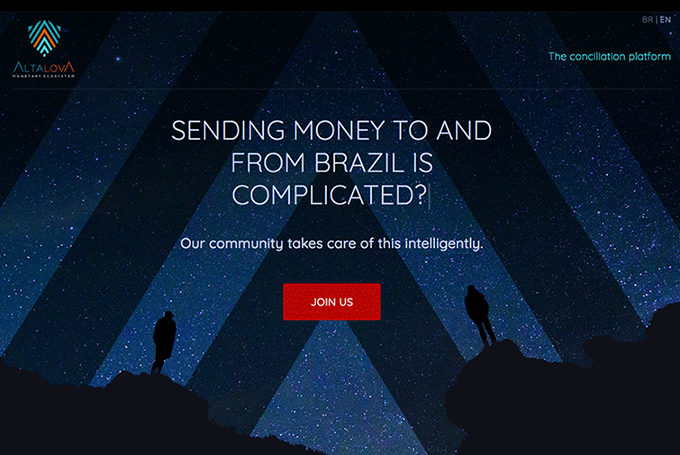 BR | EN
ALTALOVA
MONETARY ECOSYSTEM
The conciliation platform
SENDING MONEY TO AND
FROM BRAZIL IS
COMPLICATED?
Our community takes care of this intelligently.
JOIN US